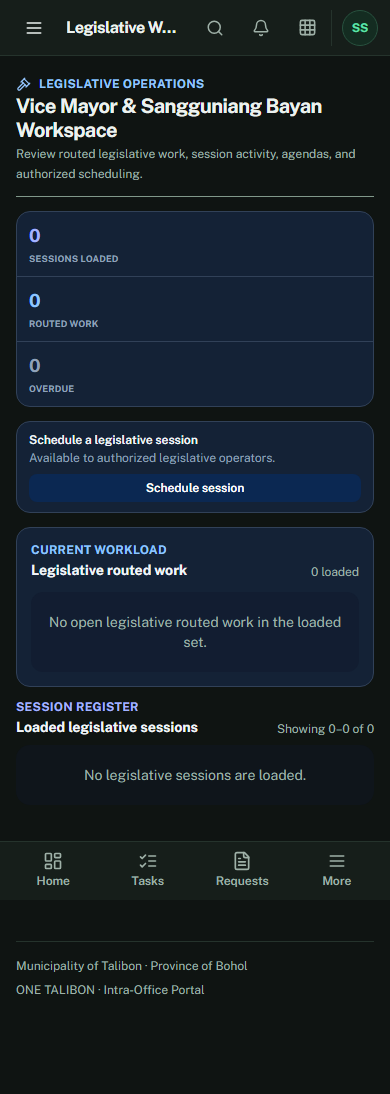 Legislative W...
SS
LEGISLATIVE OPERATIONS
Vice Mayor & Sangguniang Bayan
Workspace
Review routed legislative work, session activity, agendas, and
authorized scheduling.
0
SESSIONS LOADED
0
ROUTED WORK
0
OVERDUE
Schedule a legislative session
Available to authorized legislative operators.
Schedule session
CURRENT WORKLOAD
Legislative routed work
0 loaded
No open legislative routed work in the loaded
set.
SESSION REGISTER
Loaded legislative sessions
Showing 0–0 of 0
No legislative sessions are loaded.
Home
Tasks
Requests
More
Municipality of Talibon · Province of Bohol
ONE TALIBON · Intra-Office Portal